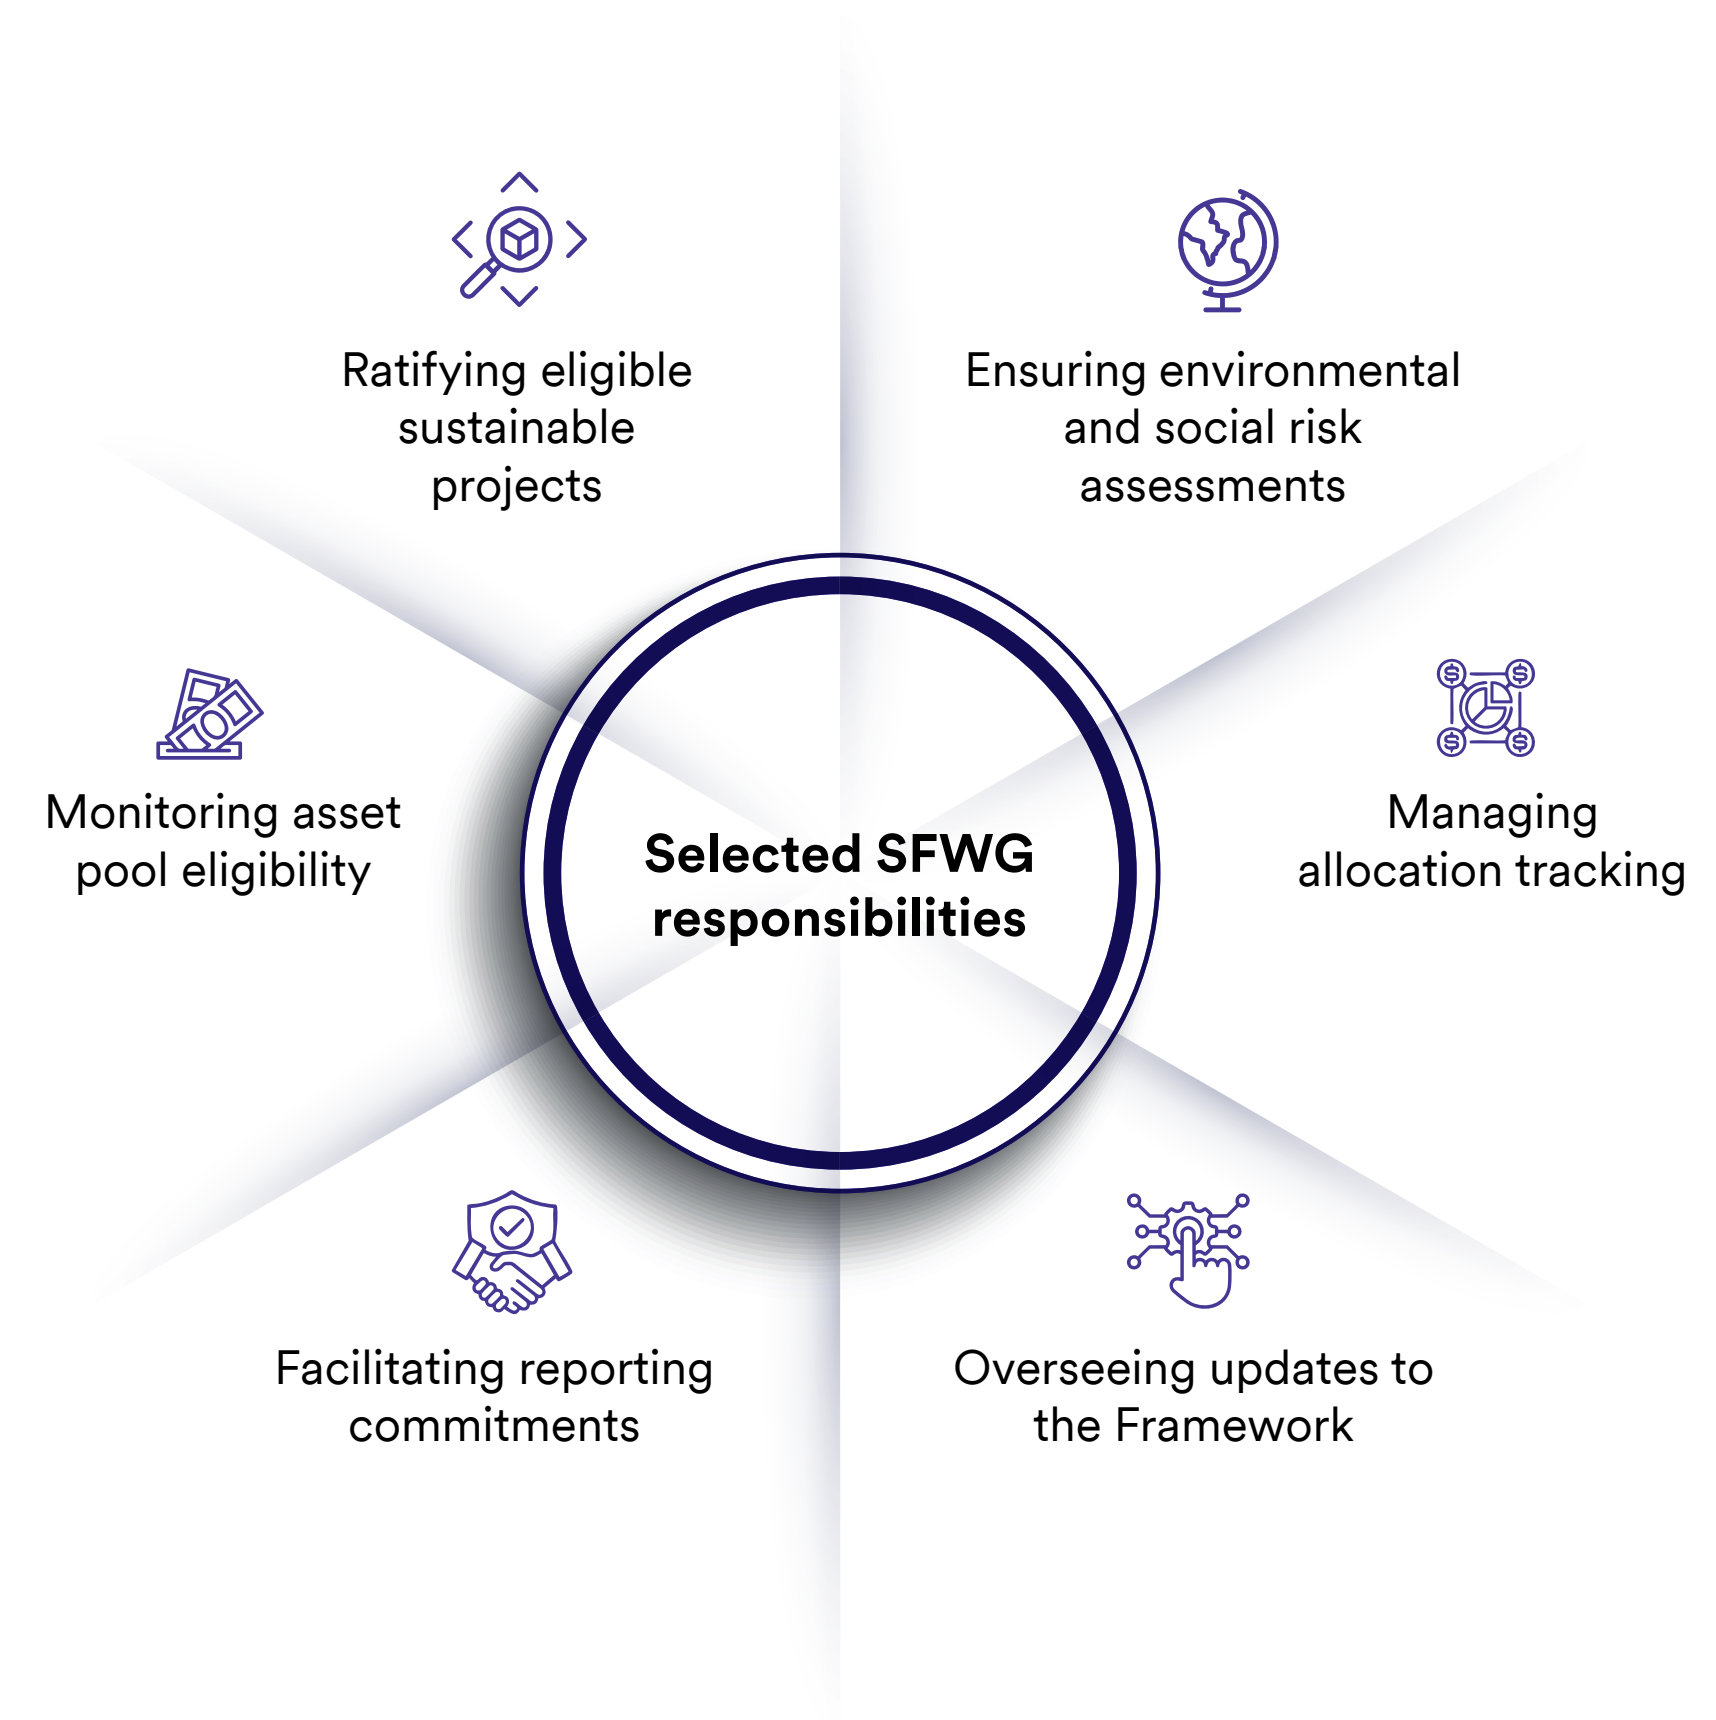 Ratifying eligible
sustainable
projects
Ensuring environmental
and social risk
assessments
Monitoring asset
pool eligibility
Selected SFWG
responsibilities
Managing
allocation tracking
Facilitating reporting
commitments
Overseeing updates to
the Framework